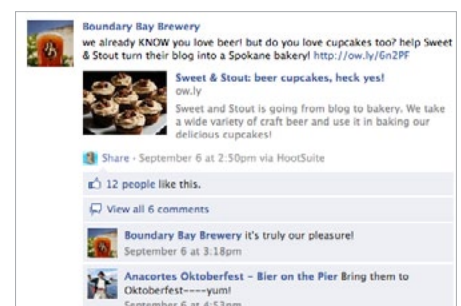 Boundary Bay Brewery
we already KNOW you love beer! but do you love cupcakes too? help Sweet
& Stout turn their blog into a Spokane bakery! http://ow.ly/6n2PF
Sweet & Stout: beer cupcakes, heck yes!
ow.ly
Sweet and Stout is going from blog to bakery. We take
a wide variety of craft beer and use it in baking our
delicious cupcakes!
Share · September 6 at 2:50pm via HootSuite
12 people like this.
View all 6 comments
Boundary Bay Brewery it's truly our pleasure!
September 6 at 3:18pm
Anacortes Oktoberfest - Bier on the Pier Bring them to
Oktoberfest----yum!
September 6 at 4:53pm